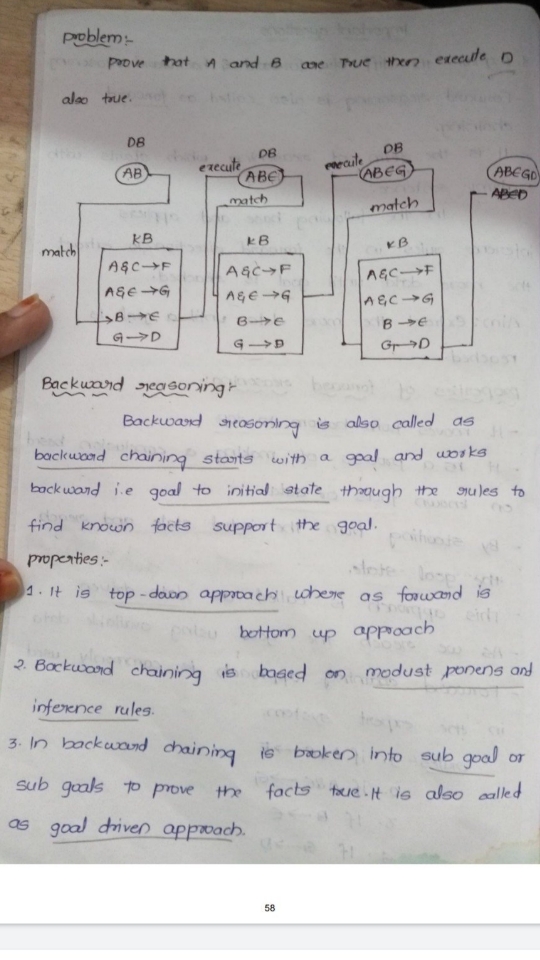 problem:-
prove that A and B are True then execute D
also true.
DB
DB
DB
AB
execute
ABE
execute
ABEG
ABEGD
match
match
match
KB
KB
KB
A&C→F
A&E→G
B→E
G→D
A&C→F
A&E→G
B→E
G→D
A&C→F
A&C→G
B→E
G→D
Backward reasoning:-
Backward reasoning is also called as
backward chaining starts with a goal and works
backward i.e goal to initial state through the rules to
find known facts support the goal.
properties:-
1. It is top-down approach where as forward is
bottom up approach
2. Backward chaining is based on modust ponens and
inference rules.
3. In backward chaining is broken into sub goal or
sub goals to prove the facts true. It is also called
as goal driven approach.
58